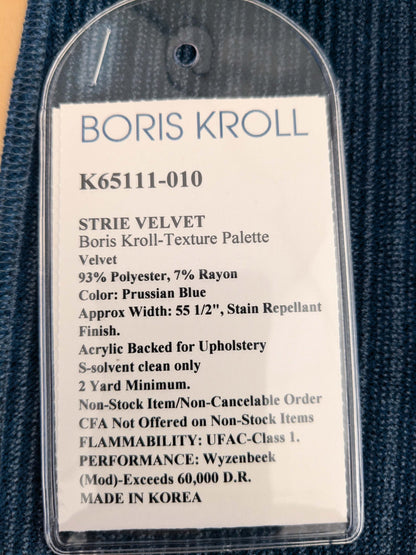 BORIS KROLL
K65111-010
STRIE VELVET
Boris Kroll-Texture Palette
Velvet
93% Polyester, 7% Rayon
Color: Prussian Blue
Approx Width: 55 1/2", Stain Repellant
Finish.
Acrylic Backed for Upholstery
S-solvent clean only
2 Yard Minimum.
Non-Stock Item/Non-Cancelable Order
CFA Not Offered on Non-Stock Items
FLAMMABILITY: UFAC-Class 1.
PERFORMANCE: Wyzenbeek
(Mod)-Exceeds 60,000 D.R.
MADE IN KOREA